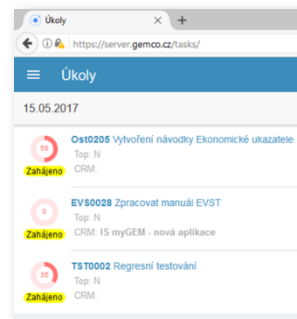 Úkoly
https://server.gemco.cz/tasks/
Úkoly
15.05.2017
50
Ost0205 Vytvoření návodky Ekonomické ukazatele
Top: N
Zahájeno CRM:
0
EVS0028 Zpracovat manuál EVST
Top: N
Zahájeno CRM: IS myGEM - nová aplikace
35
TST0002 Regresní testování
Top: N
Zahájeno CRM: